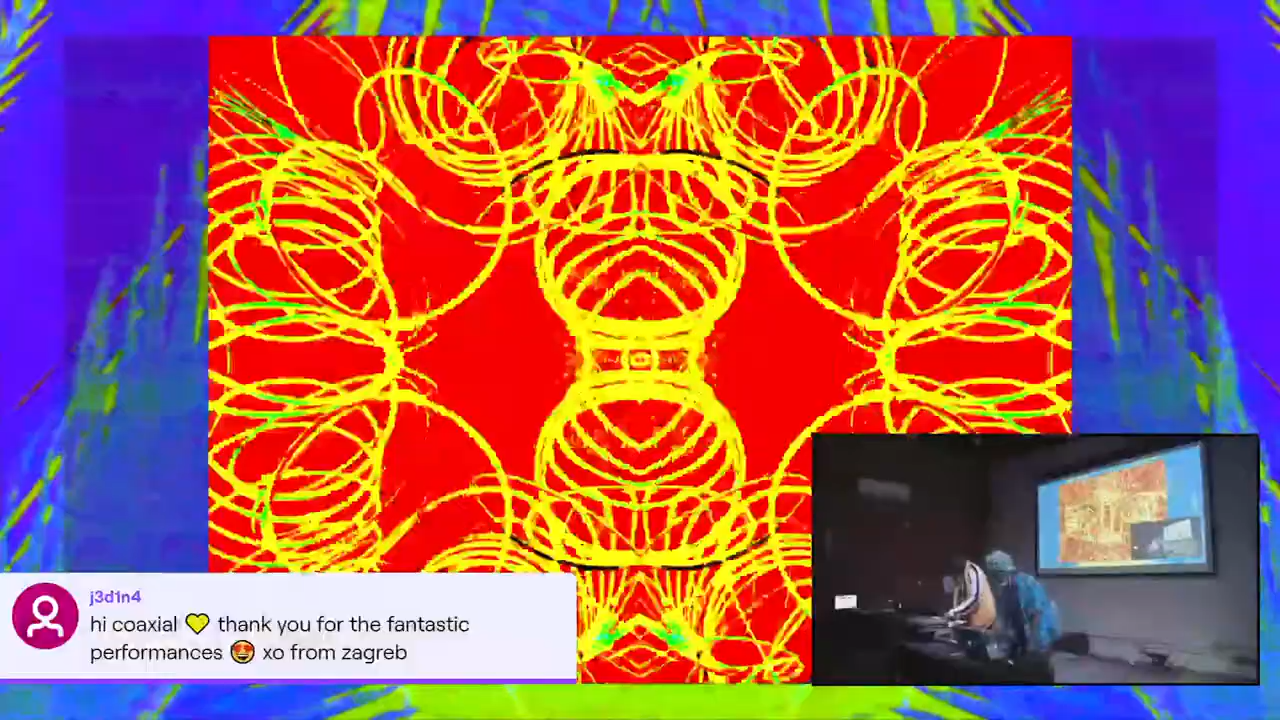 j3d1n4
hi coaxial 💛 thank you for the fantastic
performances 🤩 xo from zagreb